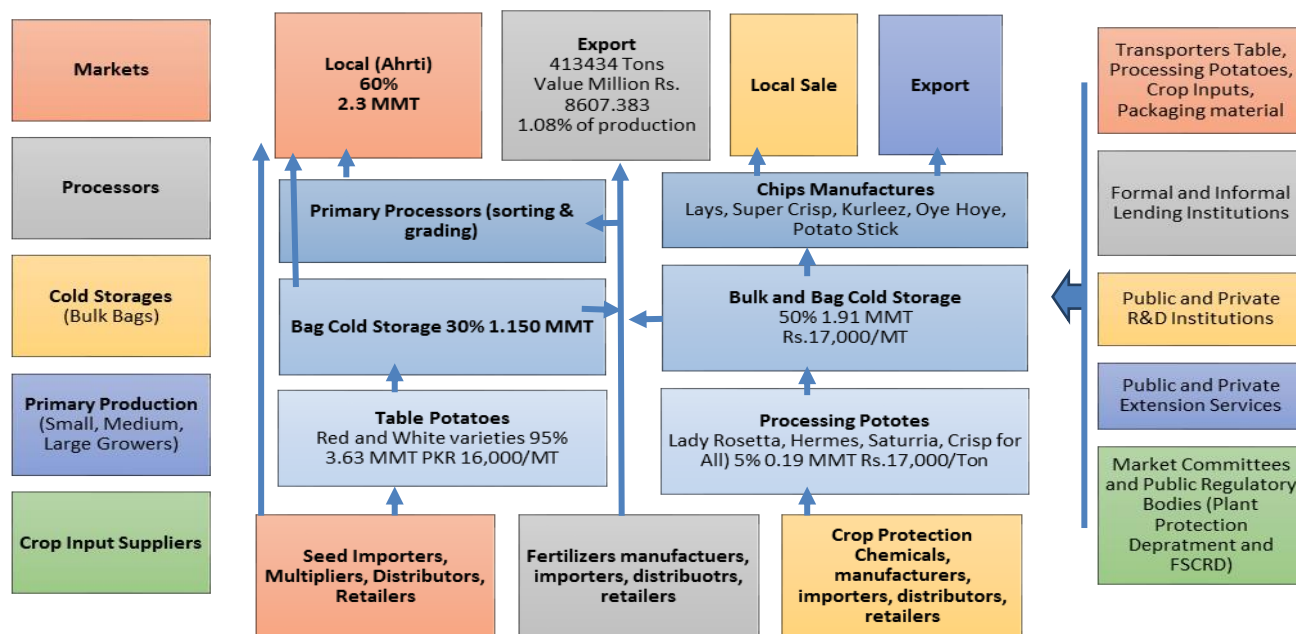 Markets
Processors
Cold Storages
(Bulk Bags)
Primary Production
(Small, Medium,
Large Growers)
Crop Input Suppliers
Local (Ahrti)
60%
2.3 MMT
Export
413434 Tons
Value Million Rs.
8607.383
1.08% of production
Local Sale
Export
Primary Processors (sorting &
grading)
Chips Manufactures
Lays, Super Crisp, Kurleez, Oye Hoye,
Potato Stick
Bag Cold Storage 30% 1.150 MMT
Bulk and Bag Cold Storage
50% 1.91 MMT
Rs.17,000/MT
Table Potatoes
Red and White varieties 95%
3.63 MMT PKR 16,000/MT
Processing Pototes
Lady Rosetta, Hermes, Saturria, Crisp for
All) 5% 0.19 MMT Rs.17,000/Ton
Seed Importers,
Multipliers, Distributors,
Retailers
Fertilizers manufactuers,
importers, distribuotrs,
retailers
Crop Protection
Chemicals,
manufacturers,
importers, distributors,
retailers
Transporters Table,
Processing Potatoes,
Crop Inputs,
Packaging material
Formal and Informal
Lending Institutions
Public and Private
R&D Institutions
Public and Private
Extension Services
Market Committees
and Public Regulatory
Bodies (Plant
Protection
Depratment and
FSCRD)